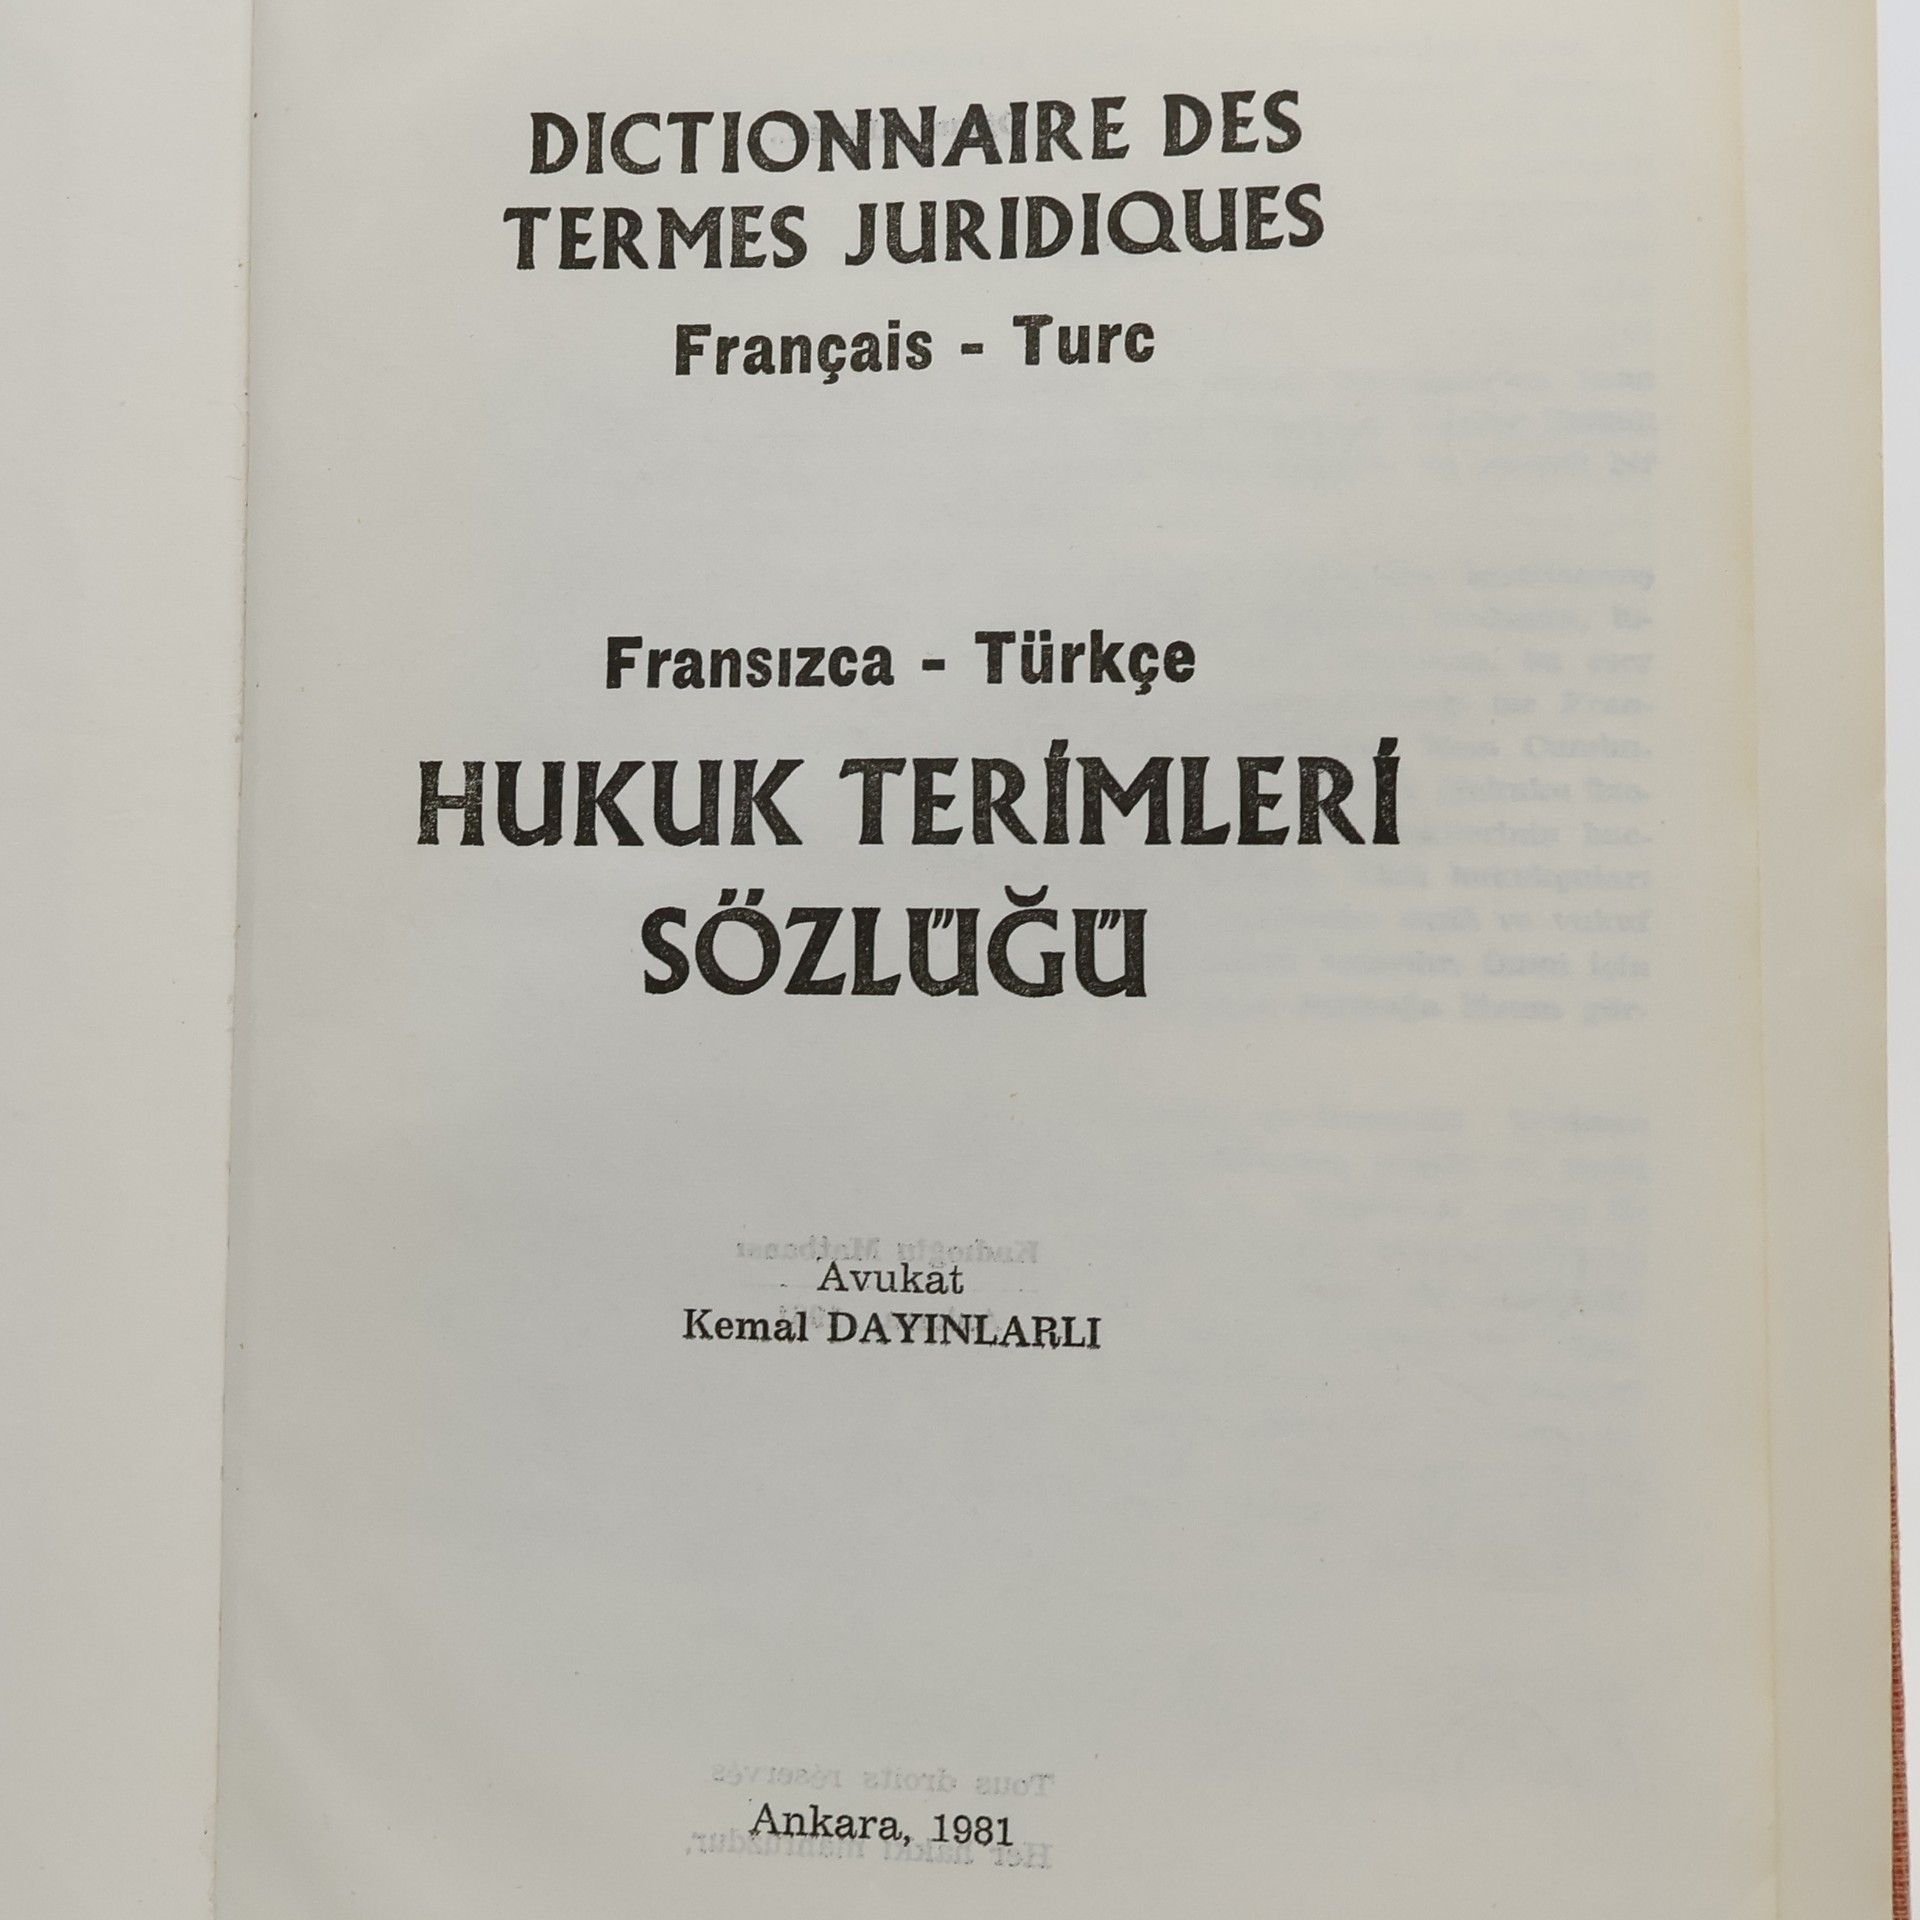 DICTIONNAIRE DES
TERMES JURIDIQUES
Français - Turc
Fransızca - Türkçe
HUKUK TERİMLERİ
SÖZLÜĞÜ
Avukat
Kemal DAYINLARLI
Ankara, 1981